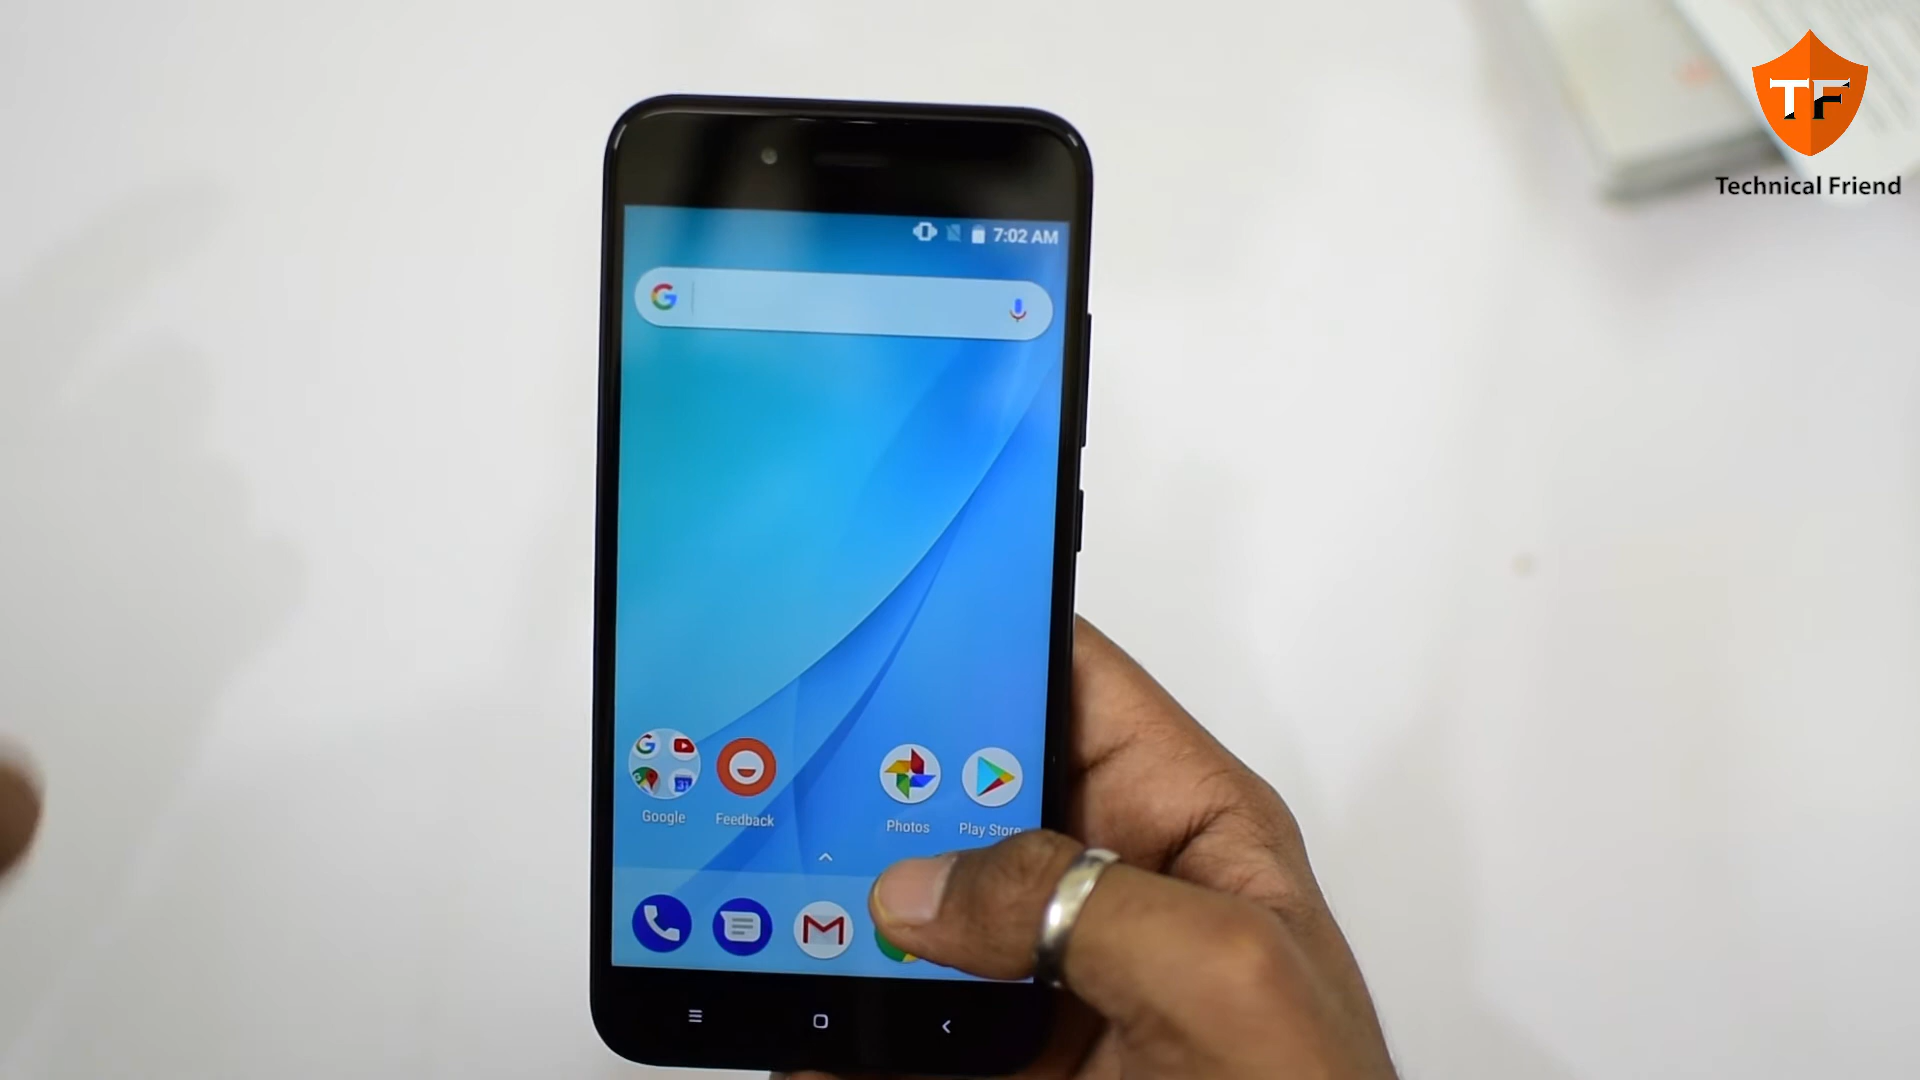 TF
Technical Friend
7:02 AM
Google
Feedback
Photos
Play Store